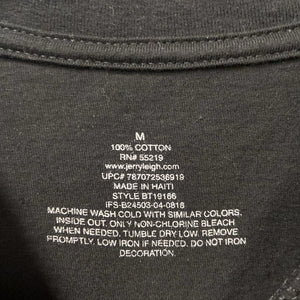 M
100% COTTON
RN# 55219
www.jerryleigh.com
UPC# 787072536919
MADE IN HAITI
STYLE BT19166
IFS-B24503-04-0816
MACHINE WASH COLD WITH SIMILAR COLORS,
INSIDE OUT. ONLY NON-CHLORINE BLEACH
WHEN NEEDED. TUMBLE DRY LOW. REMOVE
PROMPTLY. LOW IRON IF NEEDED. DO NOT IRON
DECORATION.